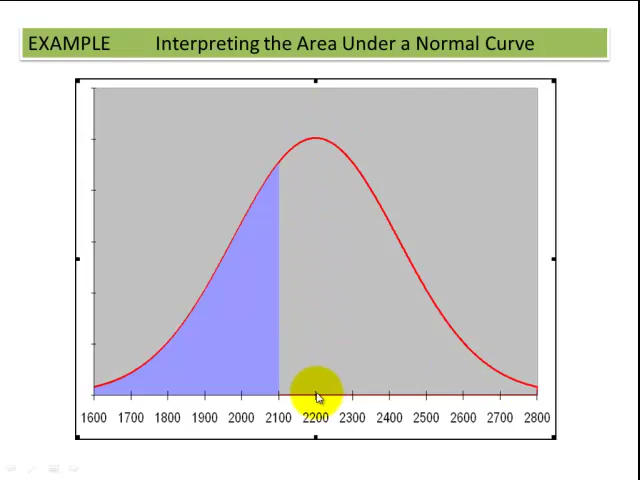 EXAMPLE Interpreting the Area Under a Normal Curve
1600 1700 1800 1900 2000 2100 2200 2300 2400 2500 2600 2700 2800